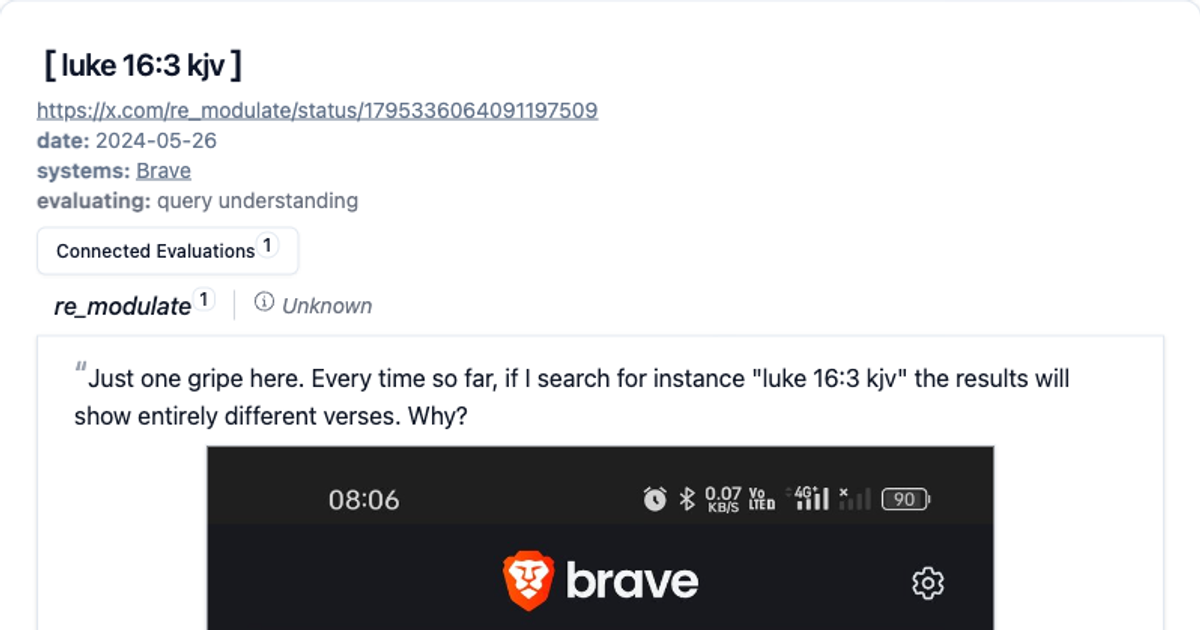 [ luke 16:3 kjv ]
https://x.com/re_modulate/status/1795336064091197509
date: 2024-05-26
systems: Brave
evaluating: query understanding
Connected Evaluations 1
re_modulate 1 Unknown
"Just one gripe here. Every time so far, if I search for instance "luke 16:3 kjv" the results will
show entirely different verses. Why?
08:06 0.07 KB/S Vo LTE 4G+ 90
brave